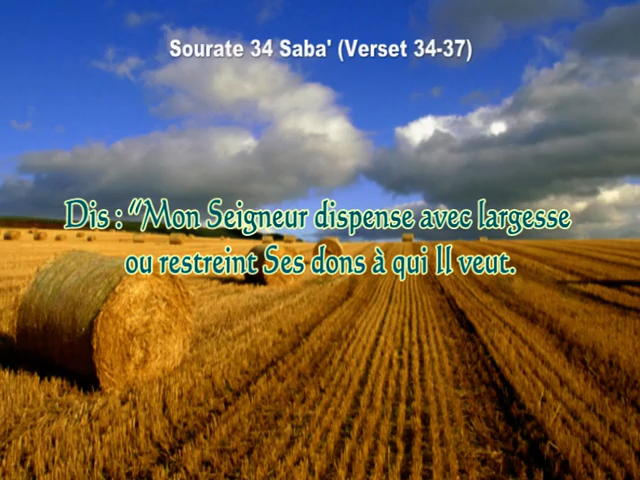 Sourate 34 Saba' (Verset 34-37)
Dis : “Mon Seigneur dispense avec largesse
ou restreint Ses dons à qui Il veut.